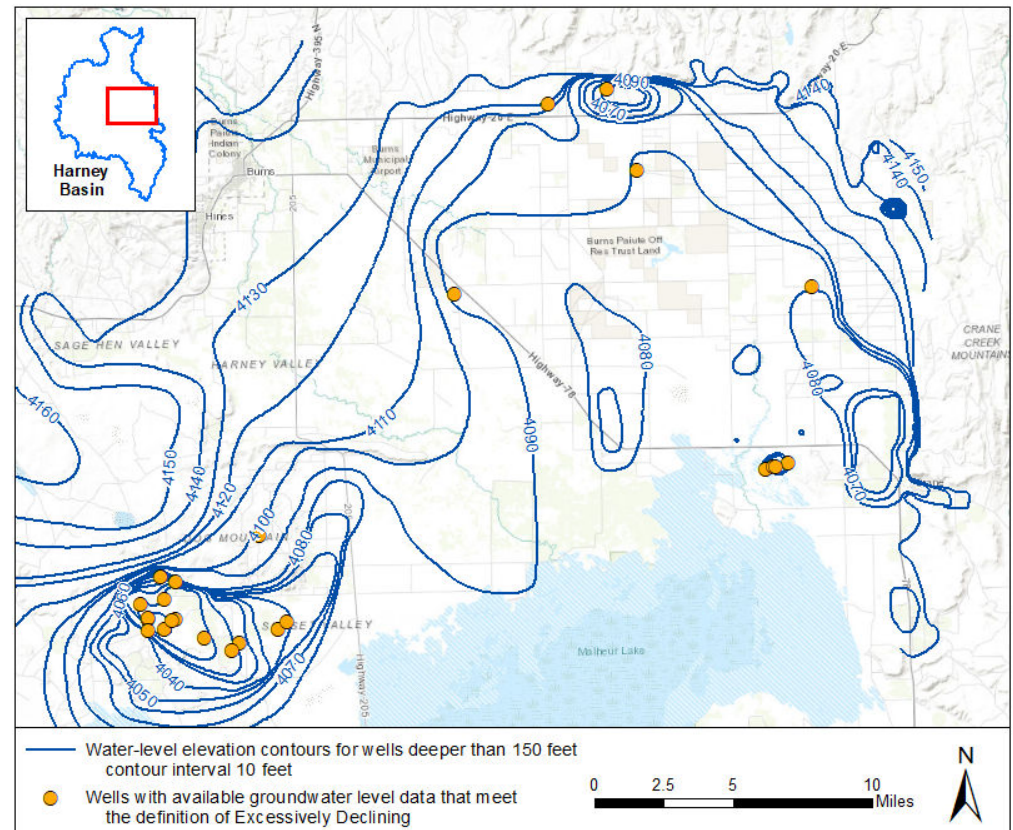 Harney
Basin
Highway 395 N
Highway 20 E
4140
4090
4070
Highway 20 E
Burns
Paiute
Indian
Colony
Burns
Municipal
Airport
Burns
205
Hines
4150
4140
Burns Paiute Off
Res Trust Land
4130
SAGE HEN VALLEY
HARNEY VALLEY
CRANE
CREEK
MOUNTAINS
4080
Highway 78
4080
4160
4110
4090
4150
4140
4120
4100
4070
4080
4060
Malheur Lake
4040
4050
4070
Highway-205
Water-level elevation contours for wells deeper than 150 feet
contour interval 10 feet
Wells with available groundwater level data that meet
the definition of Excessively Declining
0 2.5 5 10
Miles
N